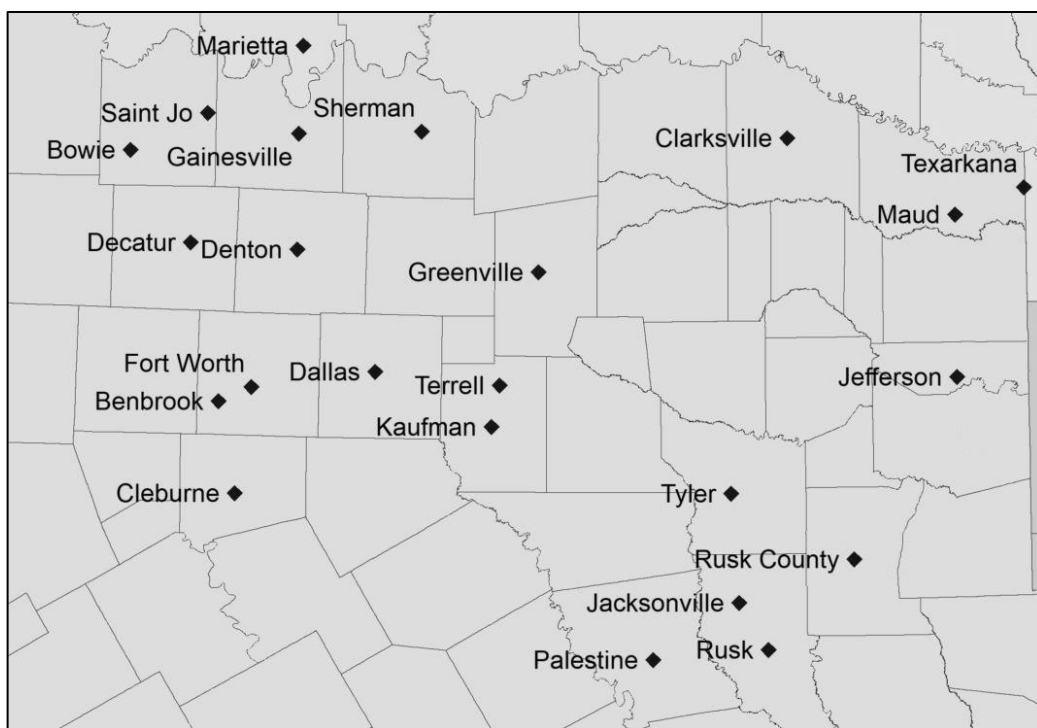 Marietta
Saint Jo
Sherman
Bowie
Gainesville
Clarksville
Texarkana
Maud
Decatur
Denton
Greenville
Fort Worth
Dallas
Terrell
Jefferson
Benbrook
Kaufman
Cleburne
Tyler
Rusk County
Jacksonville
Palestine
Rusk